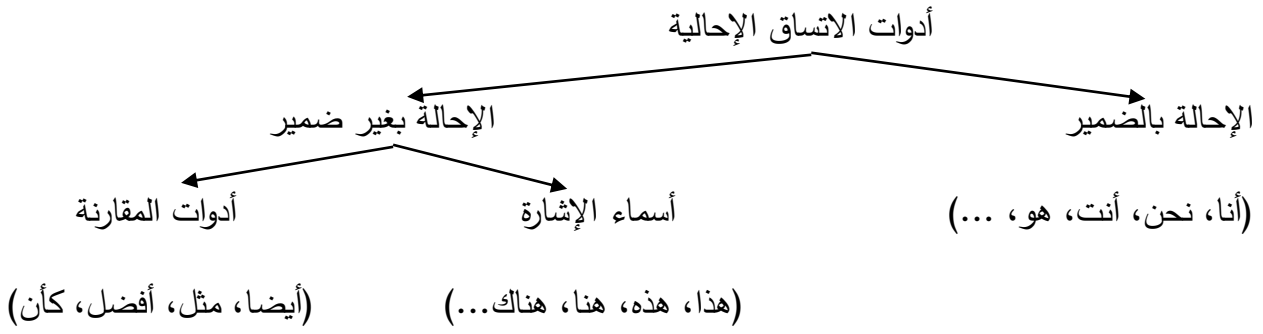 أدوات الاتساق الإحالية
الإحالة بالضمير
الإحالة بغير ضمير
(أنا، نحن، أنت، هو، ...)
أسماء الإشارة
أدوات المقارنة
(هذا، هذه، هنا، هناك...)
(أيضا، مثل، أفضل، كأن)